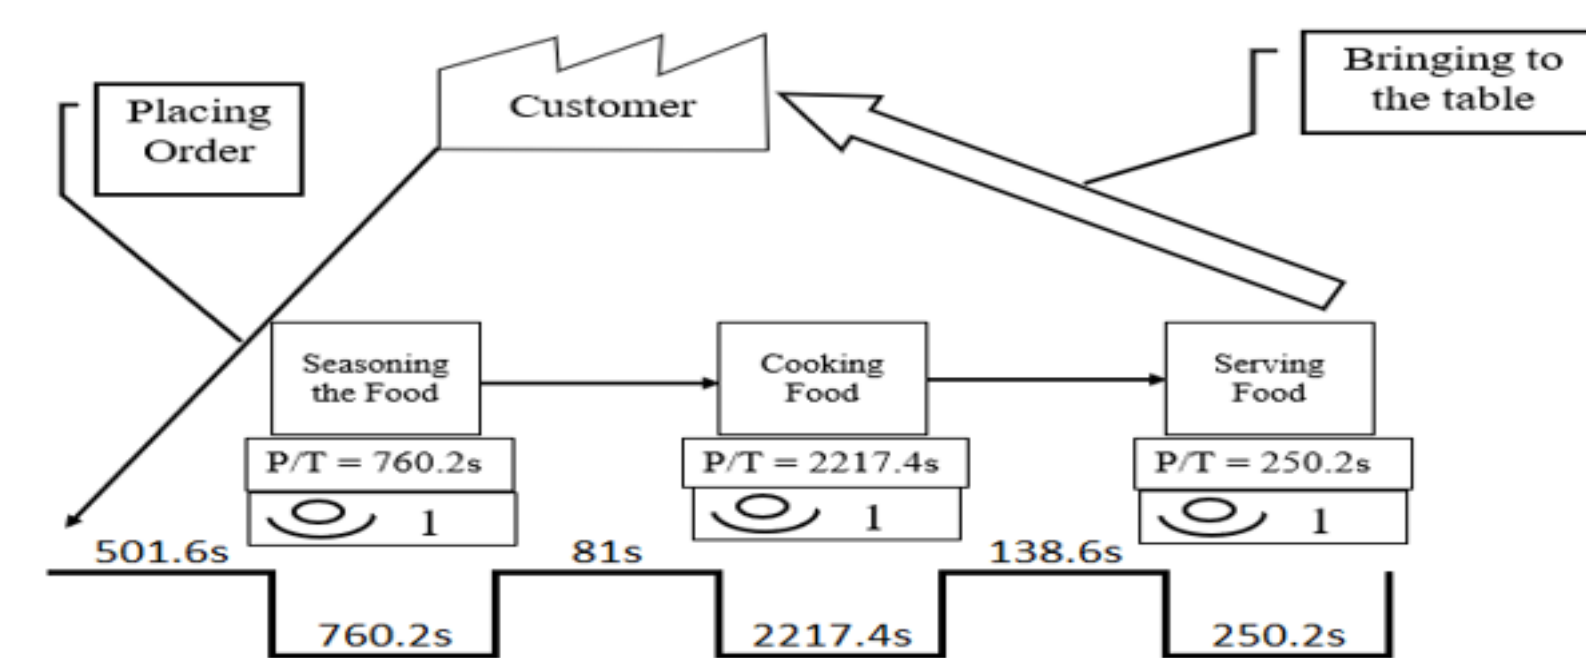 Placing
Order
Customer
Bringing to
the table
Seasoning
the Food
Cooking
Food
Serving
Food
P/T = 760.2s
P/T = 2217.4s
P/T = 250.2s
1
1
1
501.6s
81s
138.6s
760.2s
2217.4s
250.2s